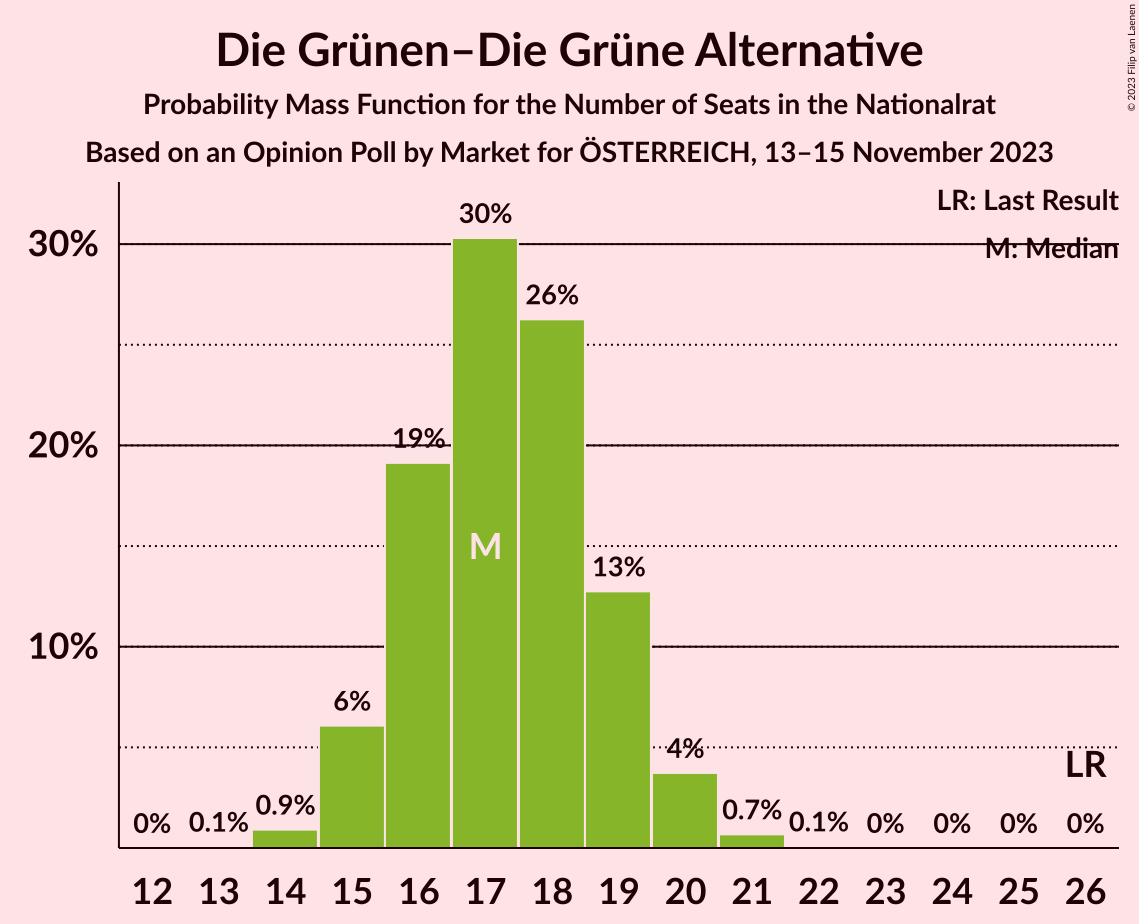 Die Grünen–Die Grüne Alternative
Probability Mass Function for the Number of Seats in the Nationalrat
Based on an Opinion Poll by Market for ÖSTERREICH, 13–15 November 2023
© 2023 Filip van Laenen
LR: Last Result
M: Median
30%
20%
10%
0%
0.1%
0.9%
6%
19%
30%
26%
13%
4%
0.7%
0.1%
0%
0%
0%
0%
M
LR
12 13 14 15 16 17 18 19 20 21 22 23 24 25 26